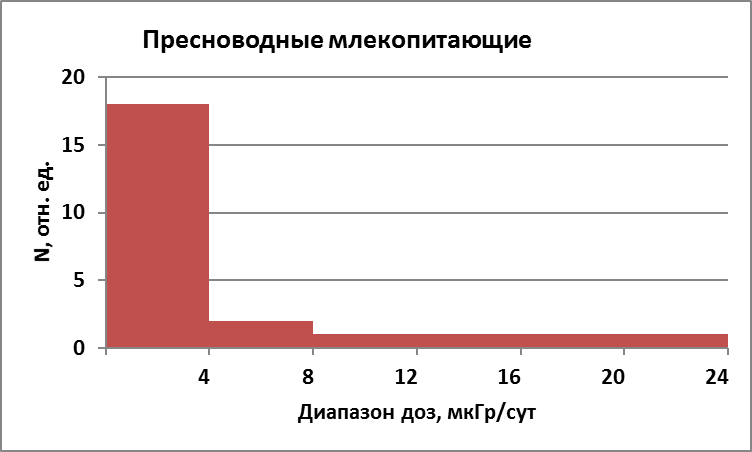 Пресноводные млекопитающие
N, отн. ед.
20
15
10
5
0
4 8 12 16 20 24
Диапазон доз, мкГр/сут